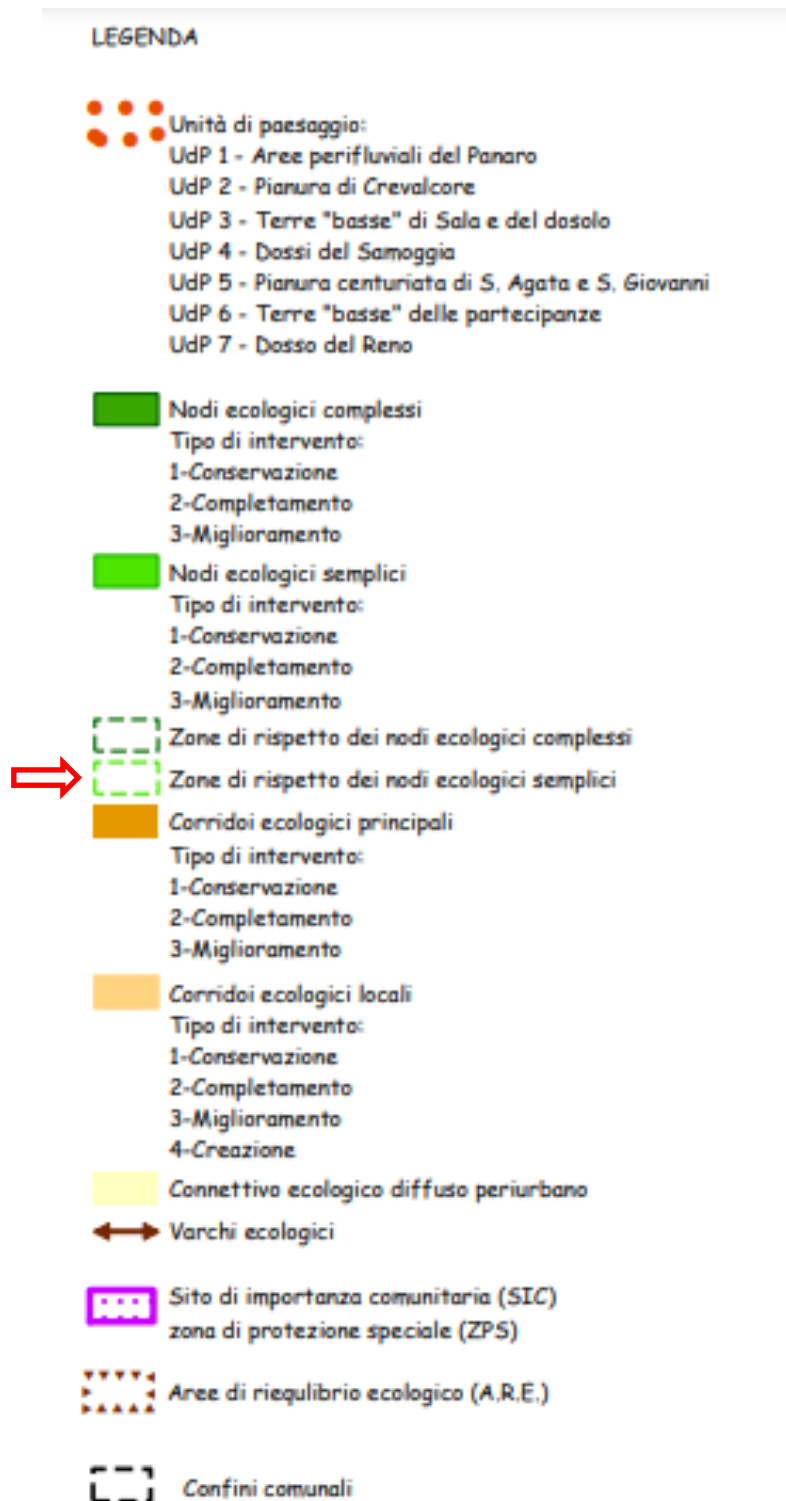 LEGENDA
Unità di paesaggio:
UdP 1 - Aree perifluviali del Panaro
UdP 2 - Pianura di Crevalcore
UdP 3 - Terre "basse" di Sala e del dosolo
UdP 4 - Dossi del Samoggia
UdP 5 - Pianura centuriata di S. Agata e S. Giovanni
UdP 6 - Terre "basse" delle partecipanze
UdP 7 - Dosso del Reno
Nodi ecologici complessi
Tipo di intervento:
1-Conservazione
2-Completamento
3-Miglioramento
Nodi ecologici semplici
Tipo di intervento:
1-Conservazione
2-Completamento
3-Miglioramento
Zone di rispetto dei nodi ecologici complessi
Zone di rispetto dei nodi ecologici semplici
Corridoi ecologici principali
Tipo di intervento:
1-Conservazione
2-Completamento
3-Miglioramento
Corridoi ecologici locali
Tipo di intervento:
1-Conservazione
2-Completamento
3-Miglioramento
4-Creazione
Connettivo ecologico diffuso periurbano
Varchi ecologici
Sito di importanza comunitaria (SIC)
zona di protezione speciale (ZPS)
Aree di riequlibrio ecologico (A.R.E.)
Confini comunali